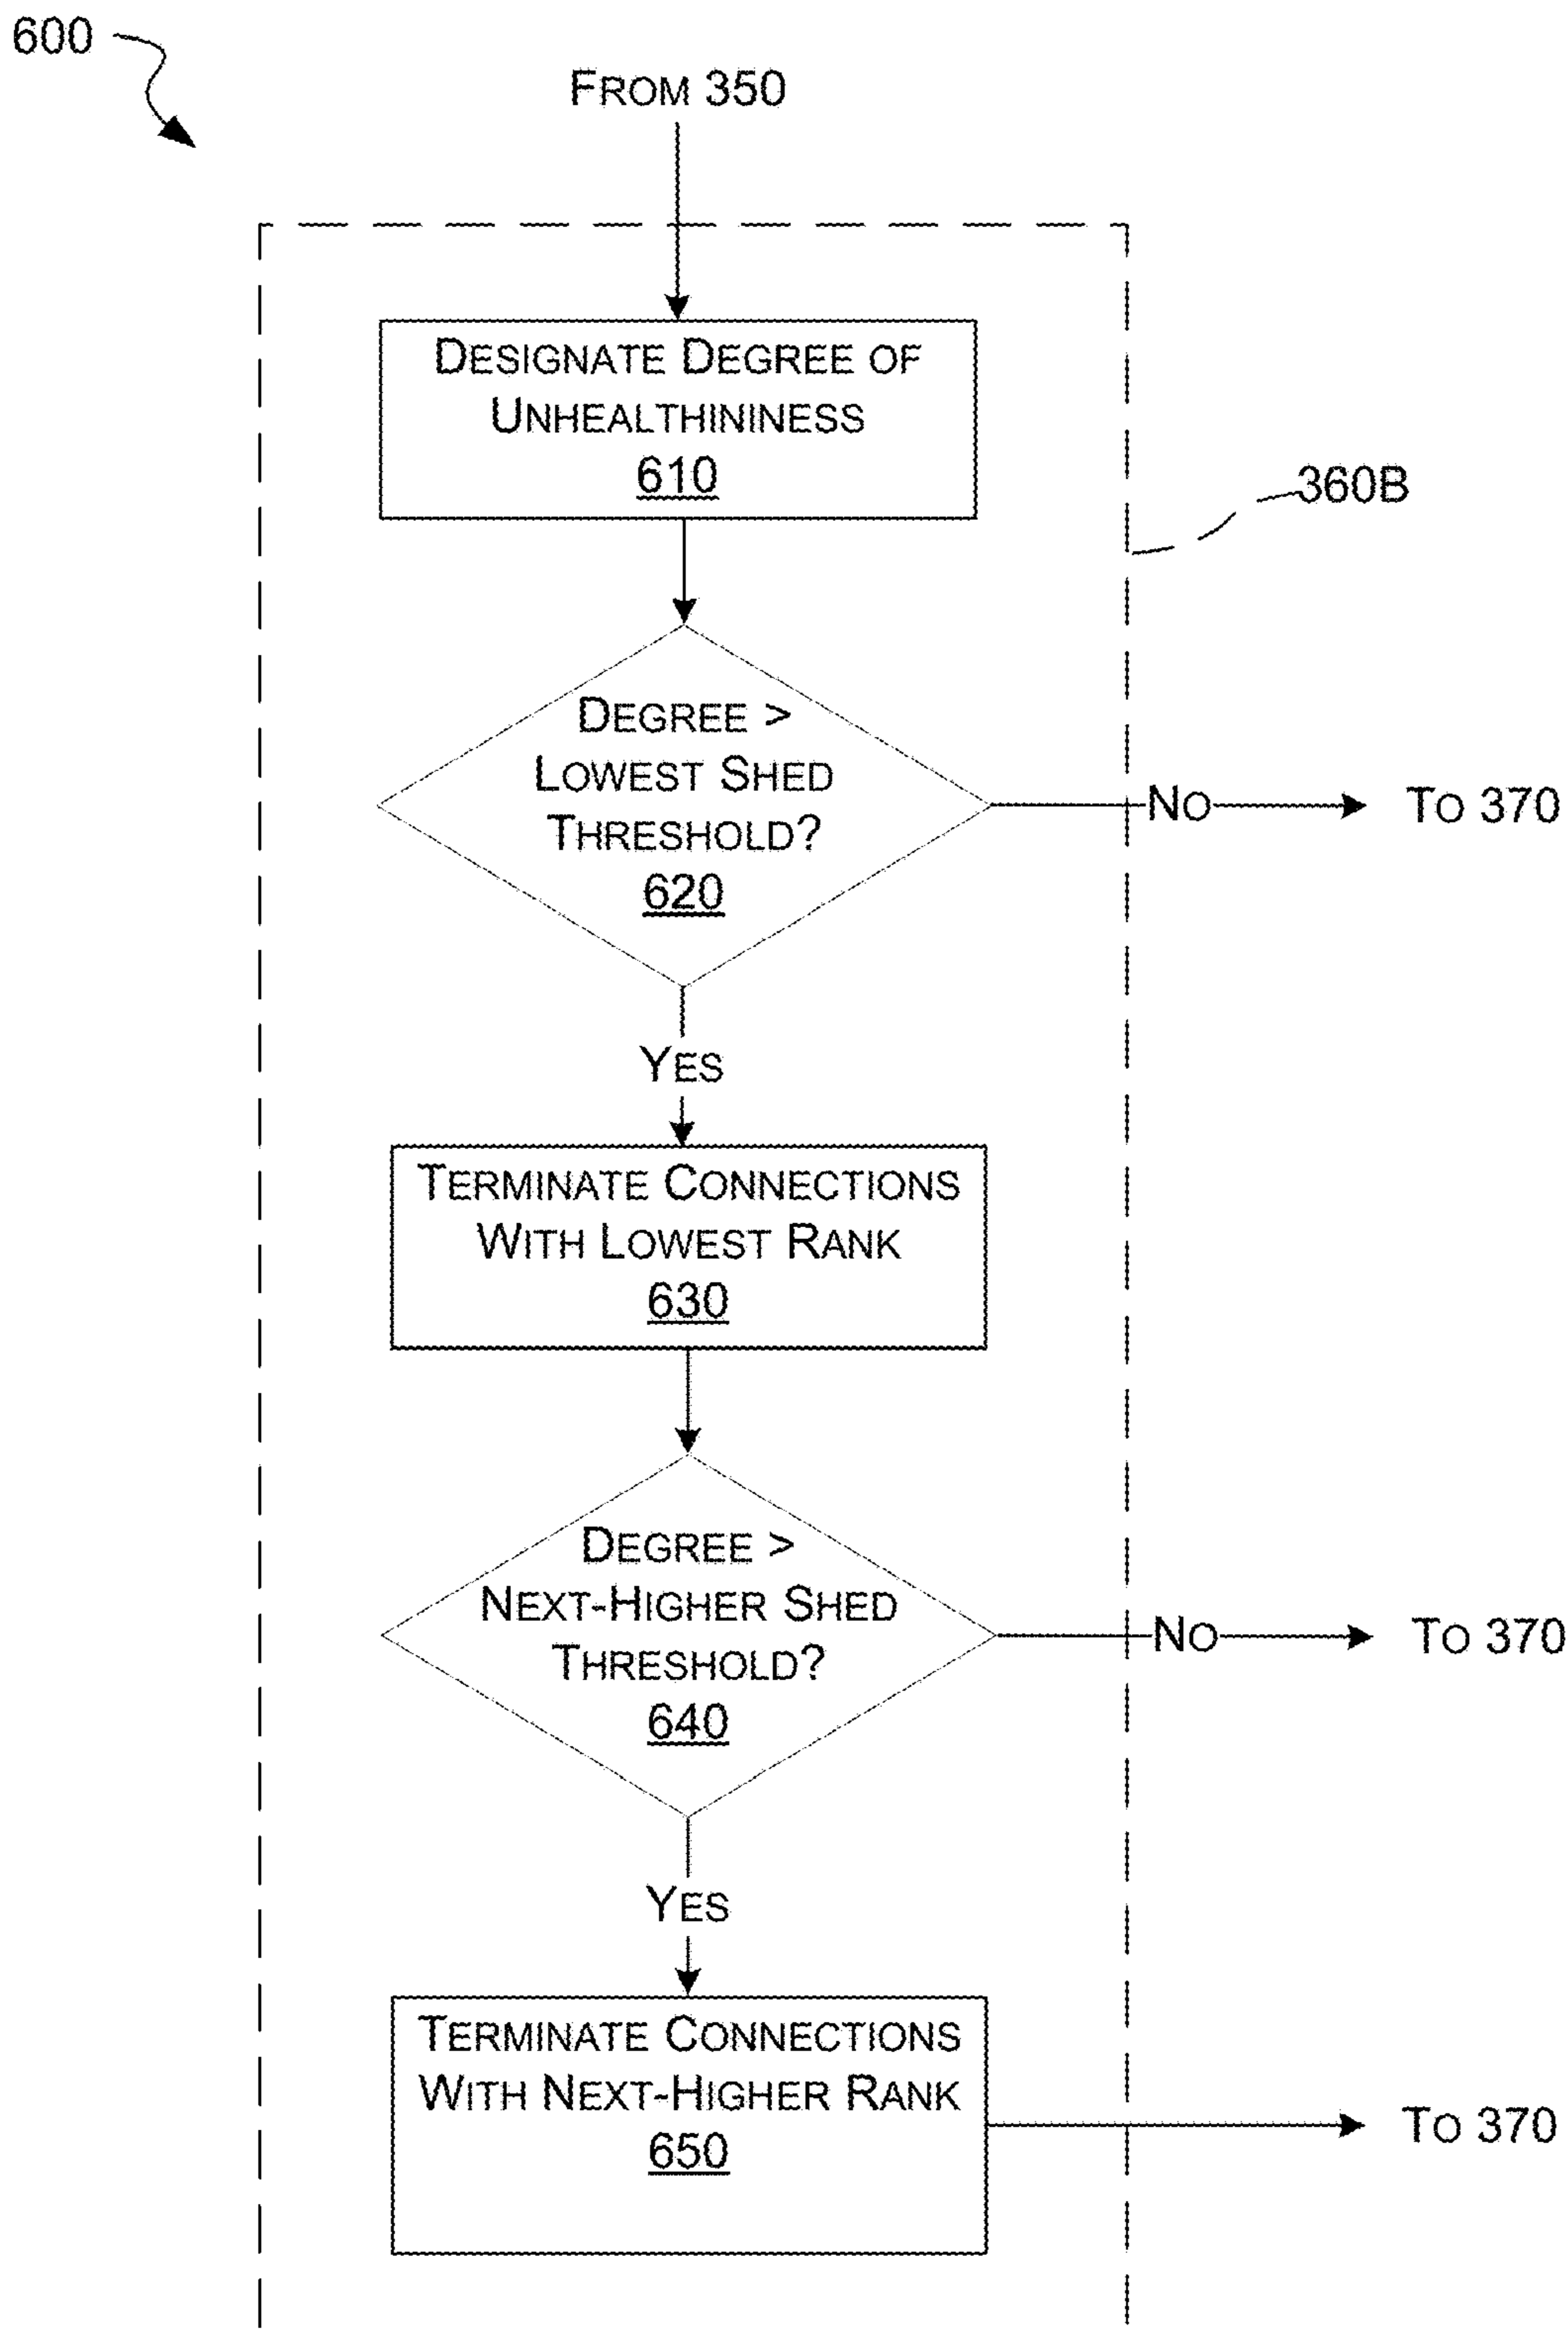 600
FROM 350
DESIGNATE DEGREE OF
UNHEALTHININESS
610
360B
DEGREE >
LOWEST SHED
THRESHOLD?
620
NO
TO 370
YES
TERMINATE CONNECTIONS
WITH LOWEST RANK
630
DEGREE >
NEXT-HIGHER SHED
THRESHOLD?
640
NO
TO 370
YES
TERMINATE CONNECTIONS
WITH NEXT-HIGHER RANK
650
TO 370